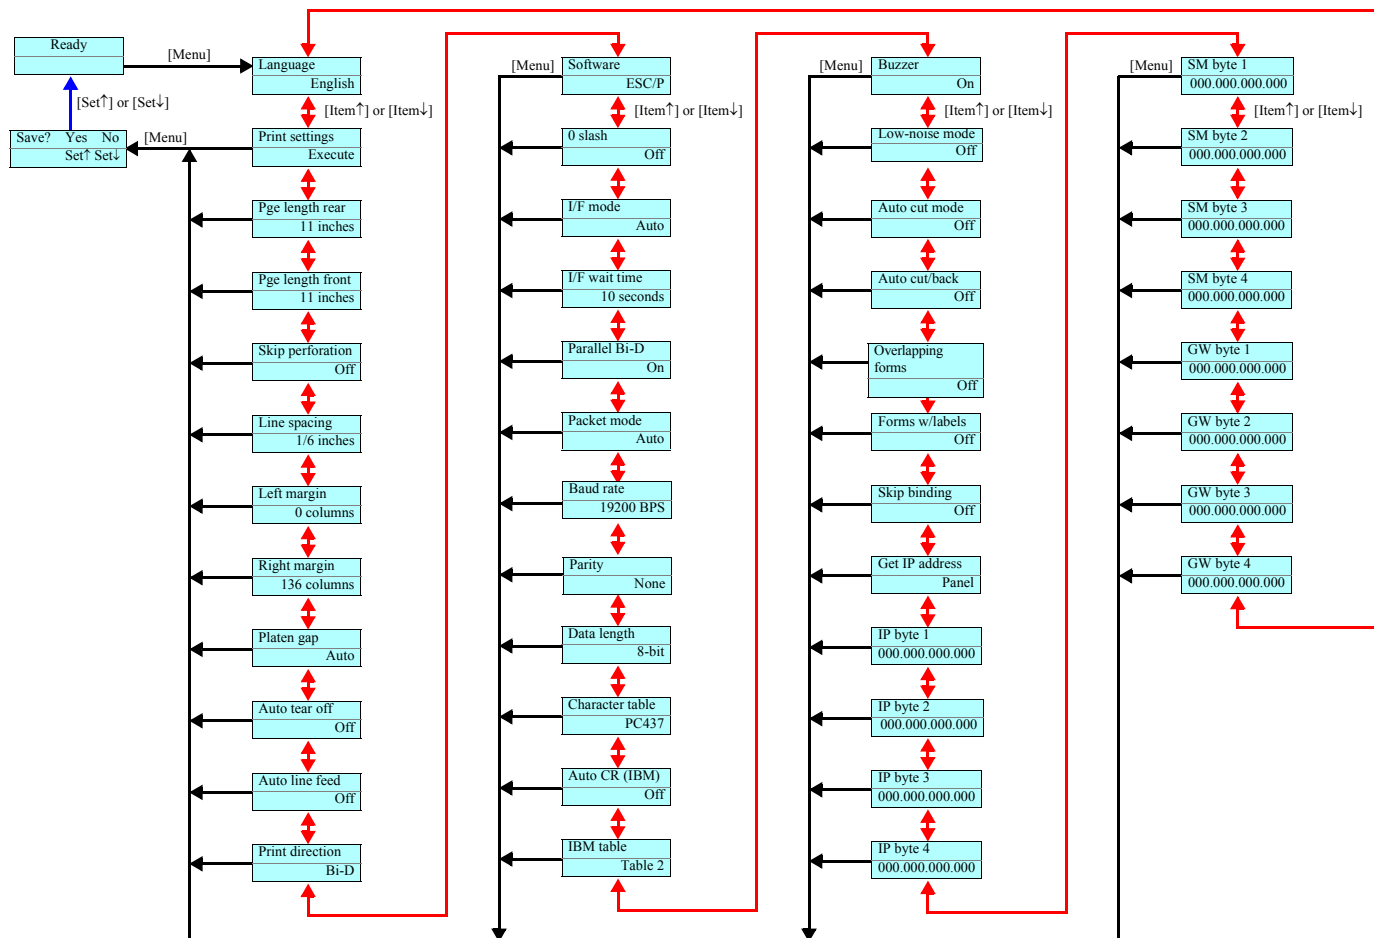 Ready
[Menu]
[Set↑] or [Set↓]
Save? Yes No
Set↑ Set↓
[Menu]
Language
English
[Item↑] or [Item↓]
Print settings
Execute
Pge length rear
11 inches
Pge length front
11 inches
Skip perforation
Off
Line spacing
1/6 inches
Left margin
0 columns
Right margin
136 columns
Platen gap
Auto
Auto tear off
Off
Auto line feed
Off
Print direction
Bi-D
[Menu]
Software
ESC/P
[Item↑] or [Item↓]
0 slash
Off
I/F mode
Auto
I/F wait time
10 seconds
Parallel Bi-D
On
Packet mode
Auto
Baud rate
19200 BPS
Parity
None
Data length
8-bit
Character table
PC437
Auto CR (IBM)
Off
IBM table
Table 2
[Menu]
Buzzer
On
[Item↑] or [Item↓]
Low-noise mode
Off
Auto cut mode
Off
Auto cut/back
Off
Overlapping
forms
Off
Forms w/labels
Off
Skip binding
Off
Get IP address
Panel
IP byte 1
000.000.000.000
IP byte 2
000.000.000.000
IP byte 3
000.000.000.000
IP byte 4
000.000.000.000
[Menu]
SM byte 1
000.000.000.000
[Item↑] or [Item↓]
SM byte 2
000.000.000.000
SM byte 3
000.000.000.000
SM byte 4
000.000.000.000
GW byte 1
000.000.000.000
GW byte 2
000.000.000.000
GW byte 3
000.000.000.000
GW byte 4
000.000.000.000